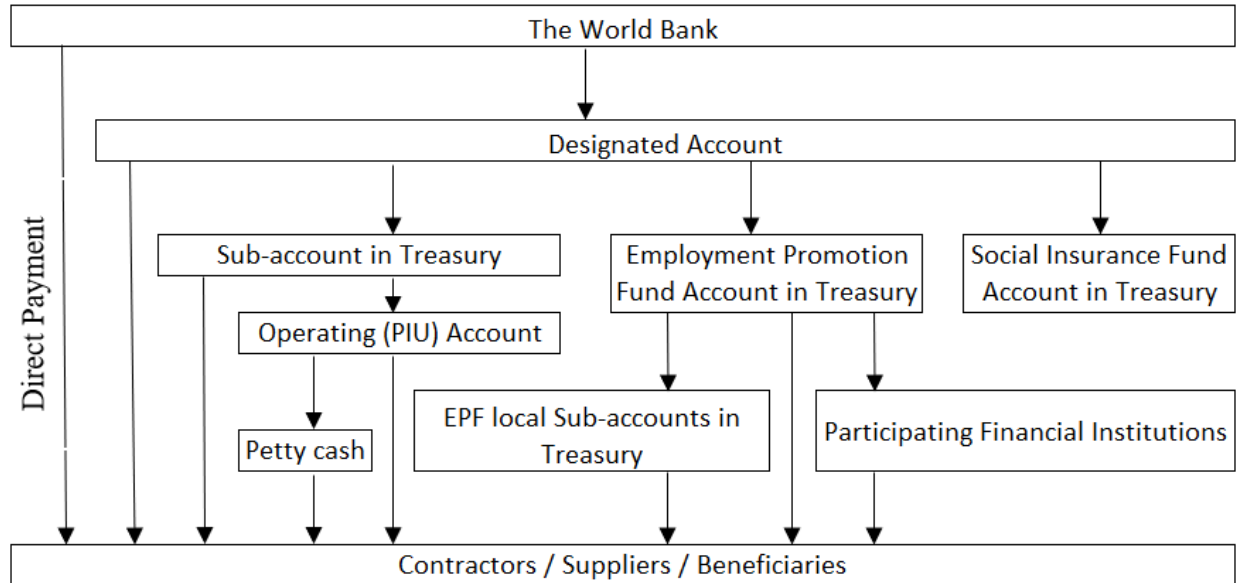 The World Bank
Designated Account
Direct Payment
Sub-account in Treasury
Employment Promotion
Fund Account in Treasury
Social Insurance Fund
Account in Treasury
Operating (PIU) Account
EPF local Sub-accounts in
Treasury
Participating Financial Institutions
Petty cash
Contractors / Suppliers / Beneficiaries